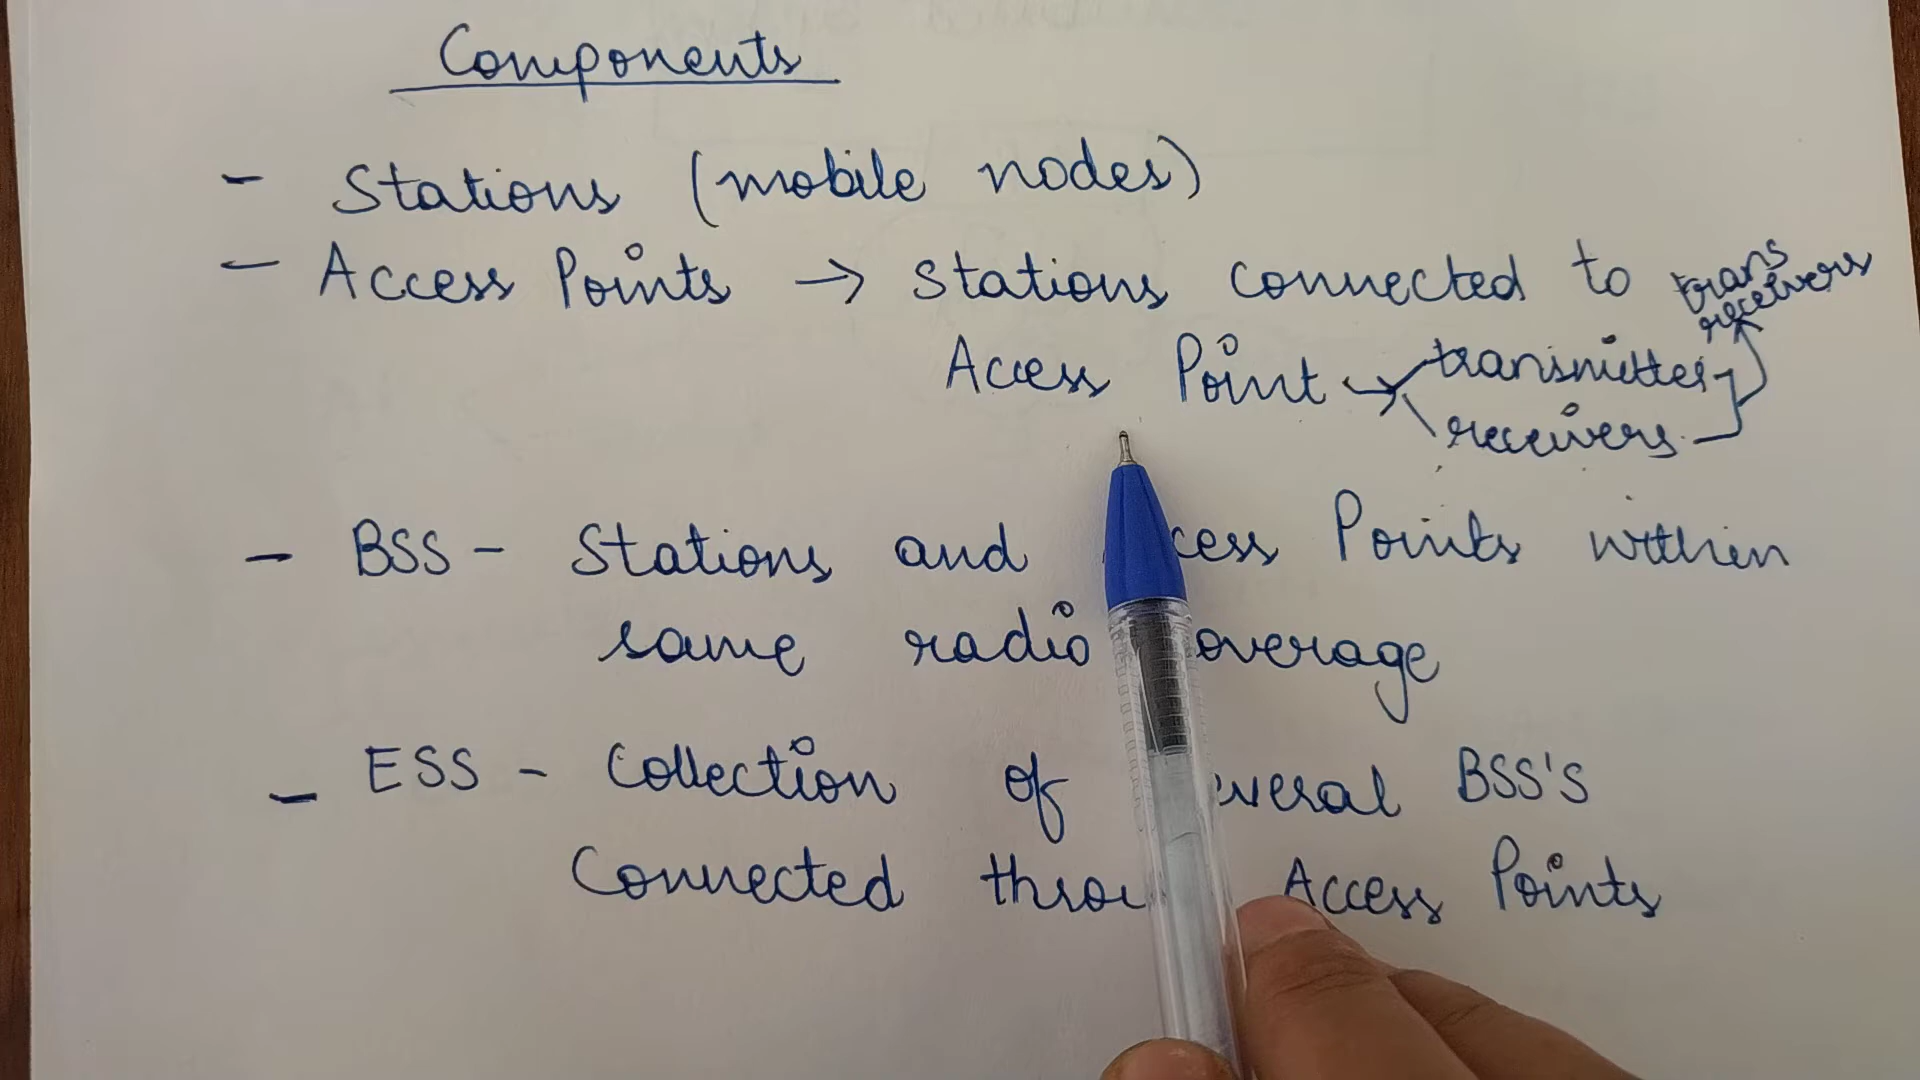 Components
- Stations (mobile nodes)
- Access Points → Stations connected to trans
receivers
Access Point → transmitter
receivers
- BSS - Stations and cess Points within
same radio overage
- ESS - Collection of veral BSS's
Connected throu Access Points